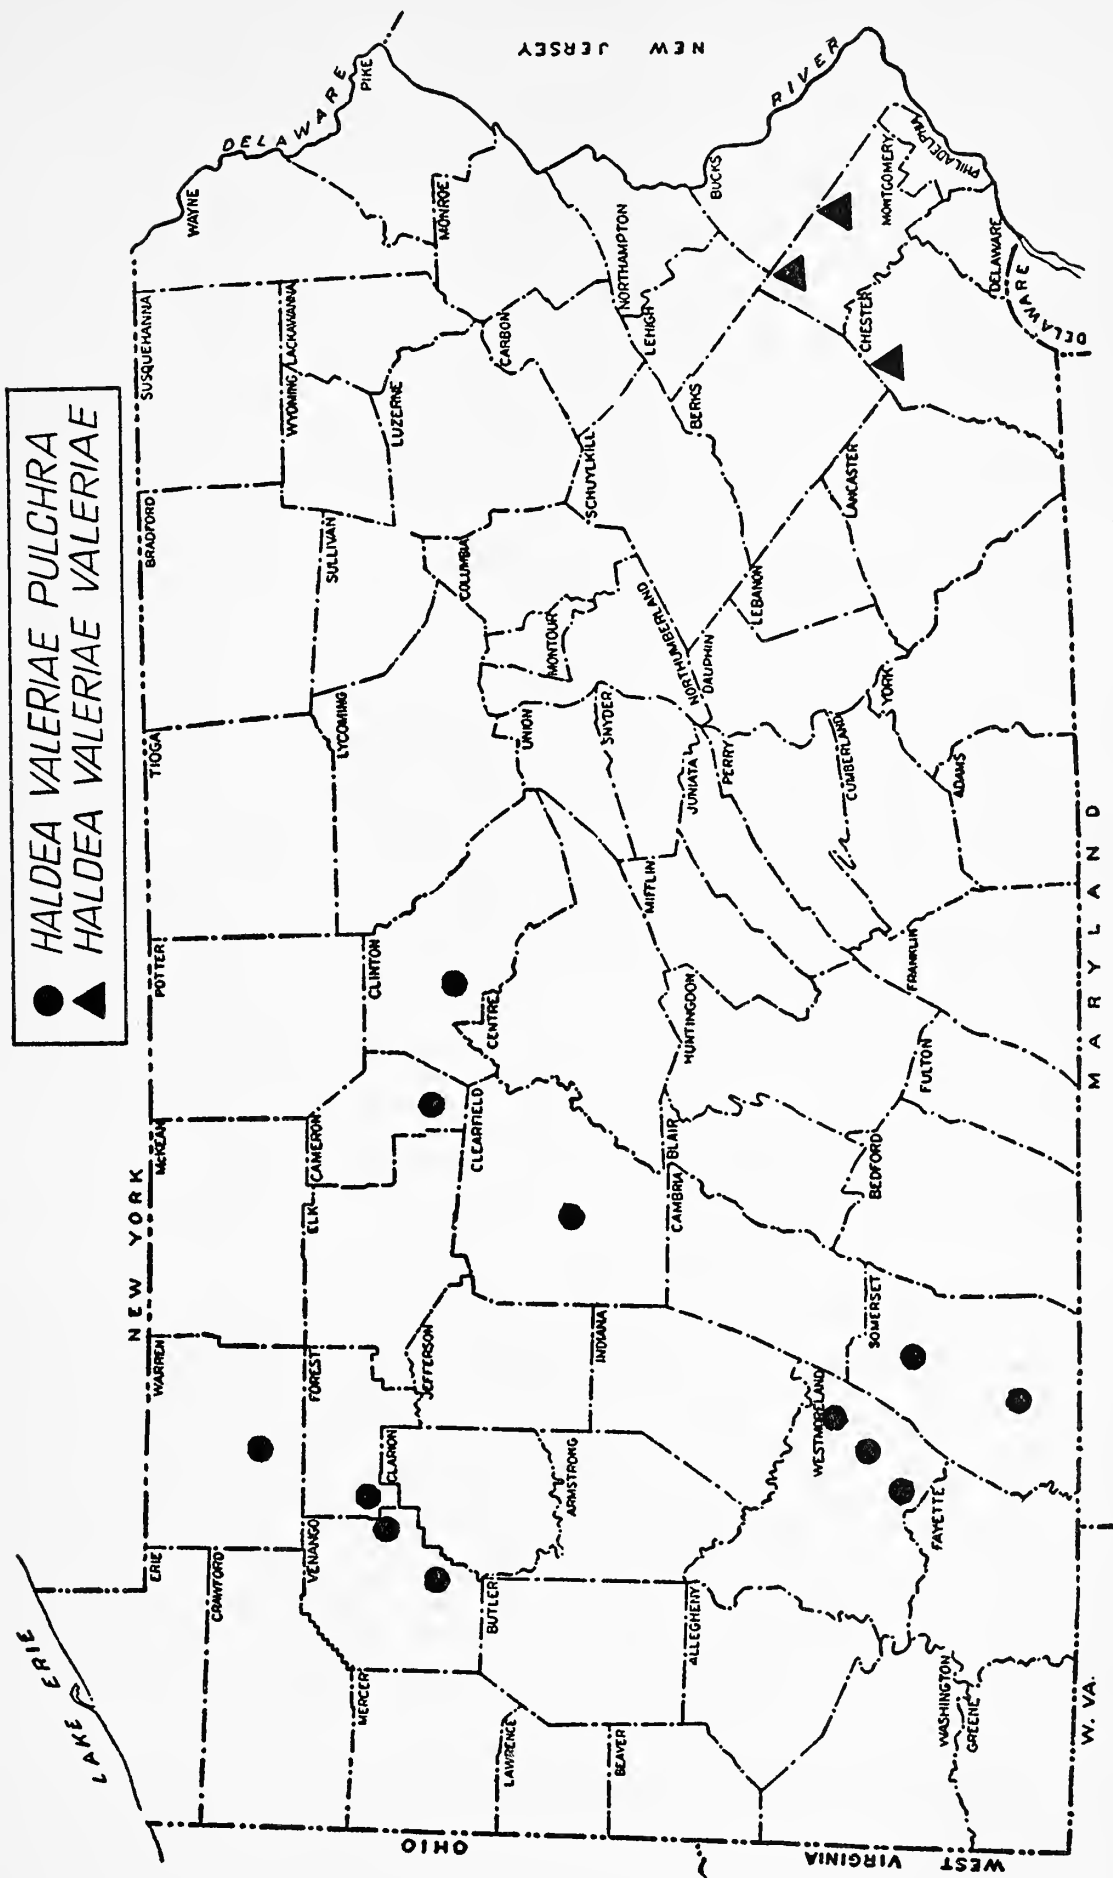 HALDEA VALERIAE PULCHRA
HALDEA VALERIAE VALERIAE
LAKE ERIE
NEW YORK
DELAWARE
RIVER
NEW JERSEY
ERIE
WARREN
McKEAN
POTTER
TIOGA
BRADFORD
SUSQUEHANNA
WAYNE
PIKE
CRAWFORD
VENANGO
FOREST
ELK
CAMERON
LYCOMING
SULLIVAN
WYOMING
LACKAWANNA
MERCER
CLARION
JEFFERSON
CLINTON
LUZERNE
MONROE
BUTLER
CLEARFIELD
CENTRE
COLUMBIA
CARBON
LAWRENCE
ARMSTRONG
INDIANA
UNION
MONTOUR
SCHUYLKILL
NORTHAMPTON
BEAVER
SNYDER
NORTHUMBERLAND
LEHIGH
ALLEGHENY
CAMBRIA
BLAIR
HUNTINGDON
MIFFLIN
JUNIATA
PERRY
DAUPHIN
LEBANON
BERKS
BUCKS
WESTMORELAND
SOMERSET
BEDFORD
CUMBERLAND
YORK
LANCASTER
CHESTER
MONTGOMERY
PHILADELPHIA
WASHINGTON
GREENE
FAYETTE
FULTON
FRANKLIN
ADAMS
DELAWARE
DELAWARE
OHIO
WEST VIRGINIA
W. VA.
MARYLAND